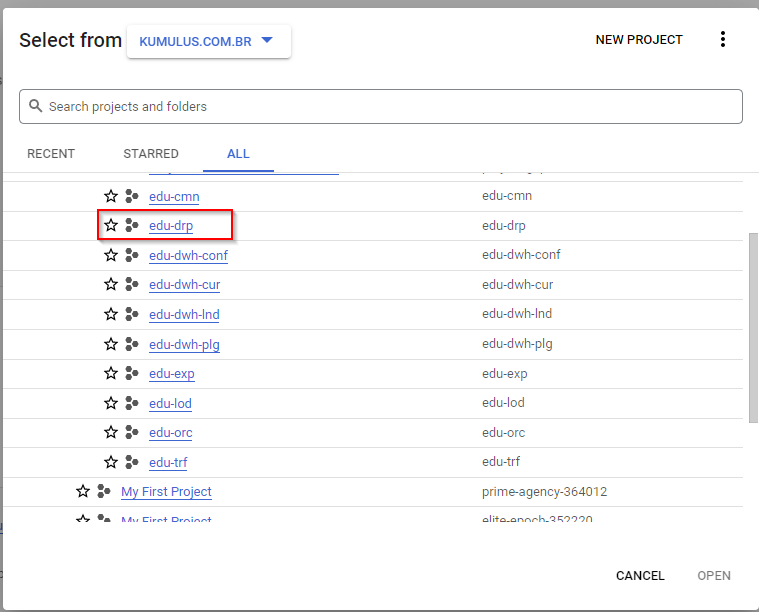 Select from KUMULUS.COM.BR NEW PROJECT
Search projects and folders
RECENT STARRED ALL
edu-cmn edu-cmn
edu-drp edu-drp
edu-dwh-conf edu-dwh-conf
edu-dwh-cur edu-dwh-cur
edu-dwh-lnd edu-dwh-lnd
edu-dwh-plg edu-dwh-plg
edu-exp edu-exp
edu-lod edu-lod
edu-orc edu-orc
edu-trf edu-trf
My First Project prime-agency-364012
My First Project elite-epoch-352220
CANCEL OPEN